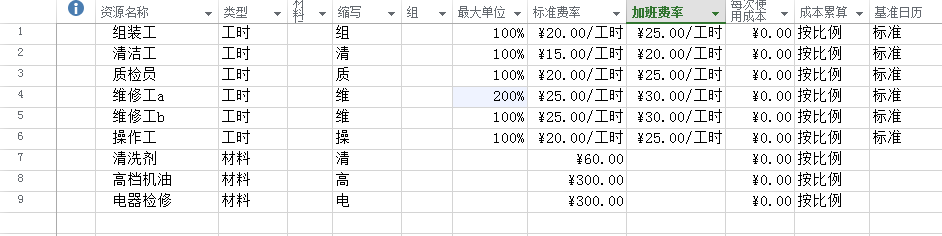 资源名称 类型 材料 缩写 组 最大单位 标准费率 加班费率 每次使用成本 成本累算 基准日历
1 组装工 工时 组 100% ¥20.00/工时 ¥25.00/工时 ¥0.00 按比例 标准
2 清洁工 工时 清 100% ¥15.00/工时 ¥20.00/工时 ¥0.00 按比例 标准
3 质检员 工时 质 100% ¥20.00/工时 ¥25.00/工时 ¥0.00 按比例 标准
4 维修工a 工时 维 200% ¥25.00/工时 ¥30.00/工时 ¥0.00 按比例 标准
5 维修工b 工时 维 100% ¥25.00/工时 ¥30.00/工时 ¥0.00 按比例 标准
6 操作工 工时 操 100% ¥20.00/工时 ¥25.00/工时 ¥0.00 按比例 标准
7 清洗剂 材料 清 ¥60.00 ¥0.00 按比例
8 高档机油 材料 高 ¥300.00 ¥0.00 按比例
9 电器检修 材料 电 ¥300.00 ¥0.00 按比例